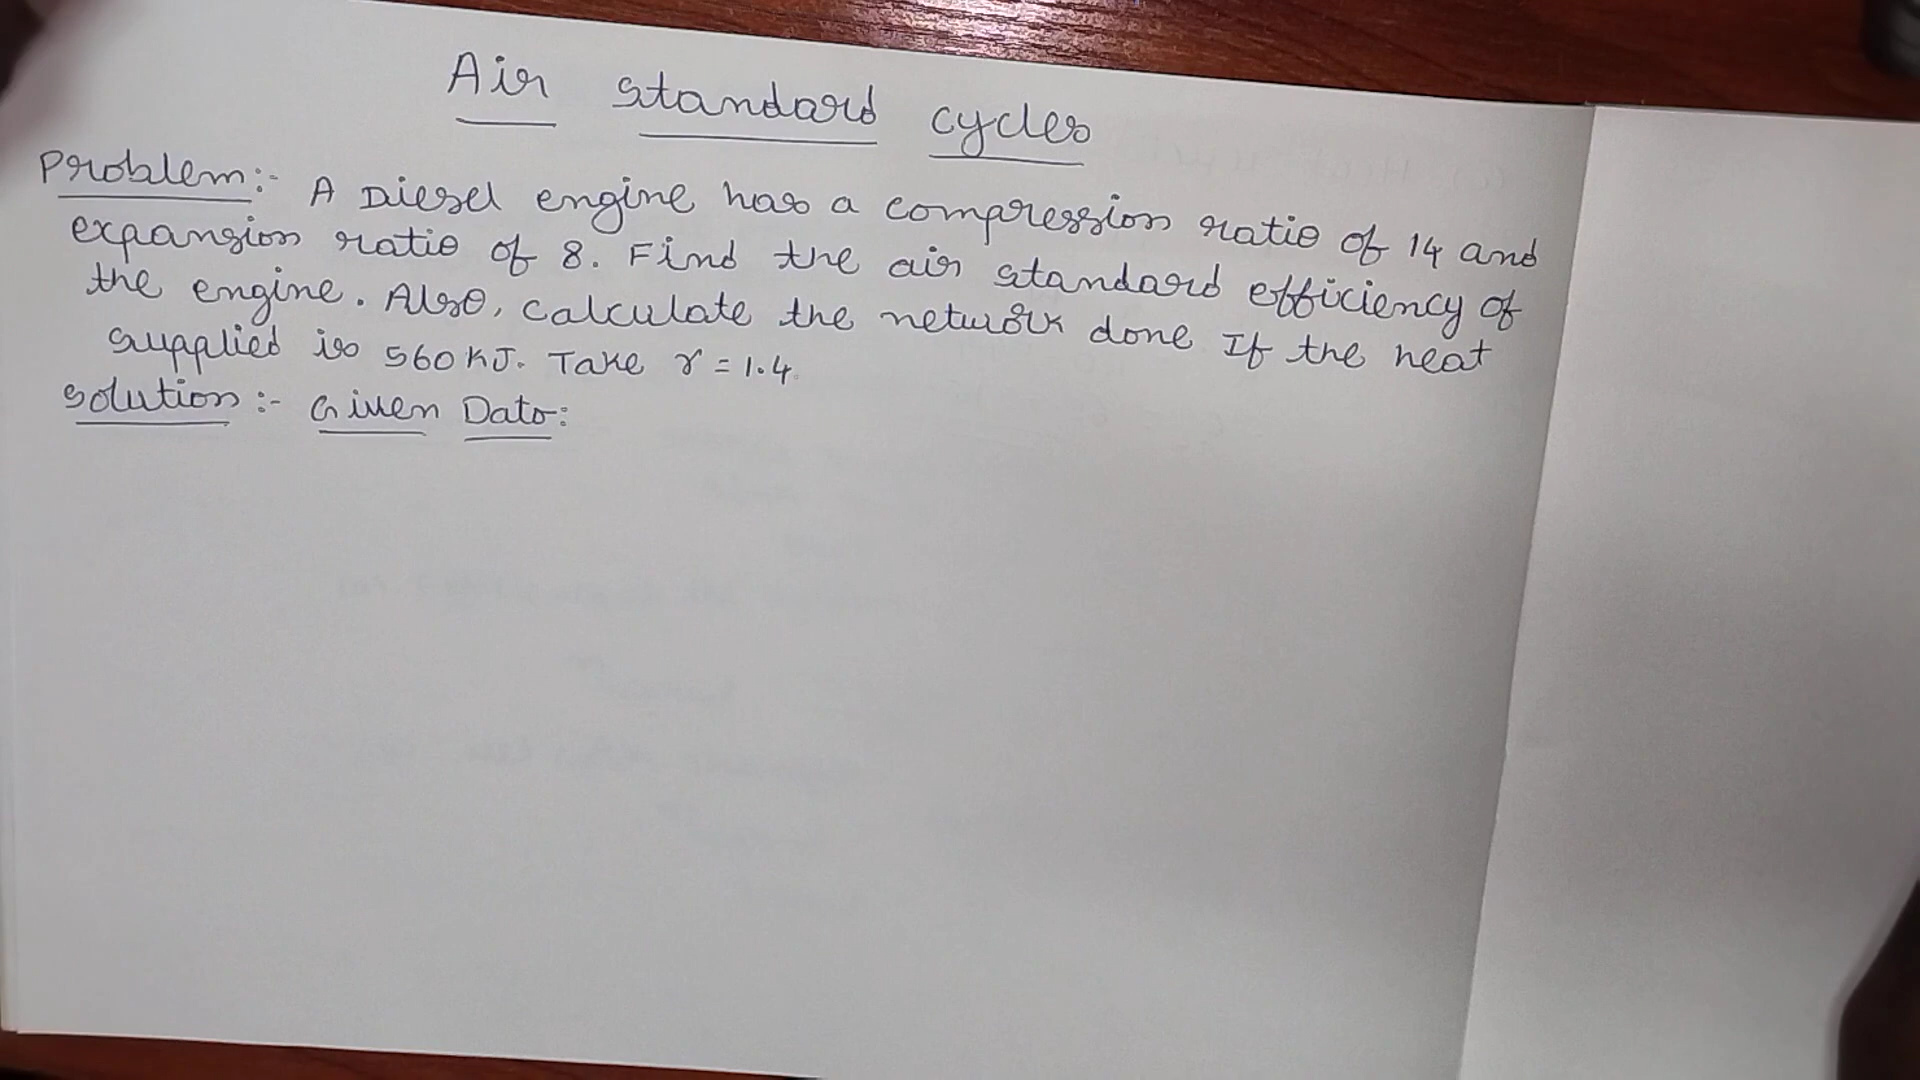 Air standard cycles
Problem:- A Diesel engine has a compression ratio of 14 and
expansion ratio of 8. Find the air standard efficiency of
the engine. Also, calculate the network done If the heat
supplied is 560 KJ. Take γ = 1.4.
Solution:- Given Data: